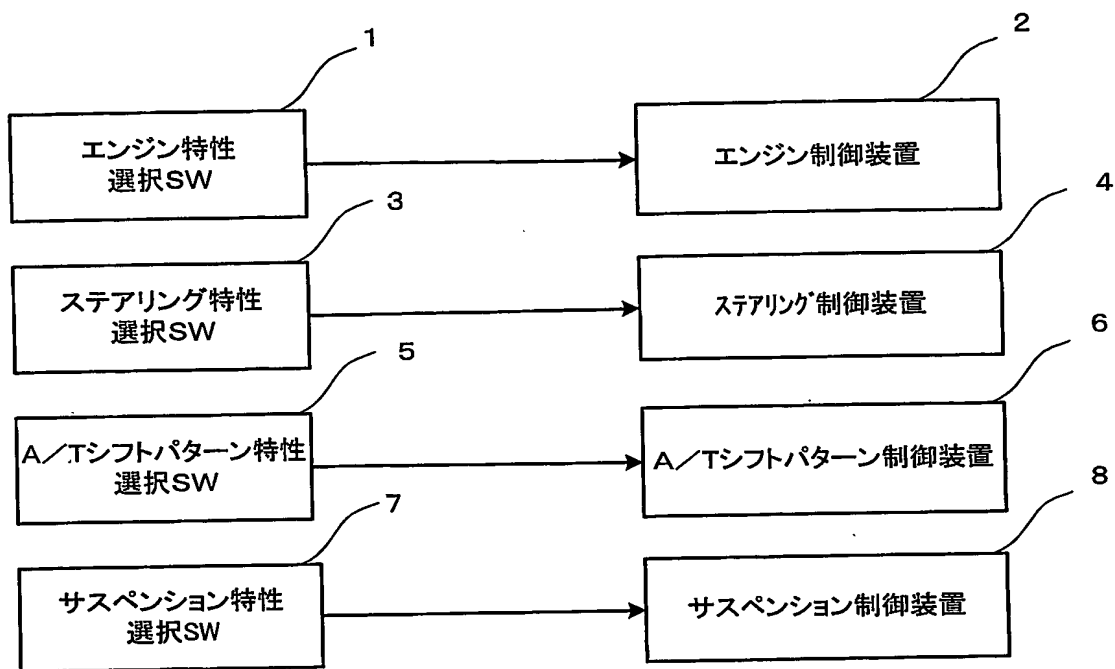 1
2
エンジン特性
選択SW
エンジン制御装置
3
4
ステアリング特性
選択SW
ｽﾃｱﾘﾝｸﾞ制御装置
5
6
A／Tシフトパターン特性
選択SW
A／Tシフトパターン制御装置
7
8
サスペンション特性
選択SW
サスペンション制御装置